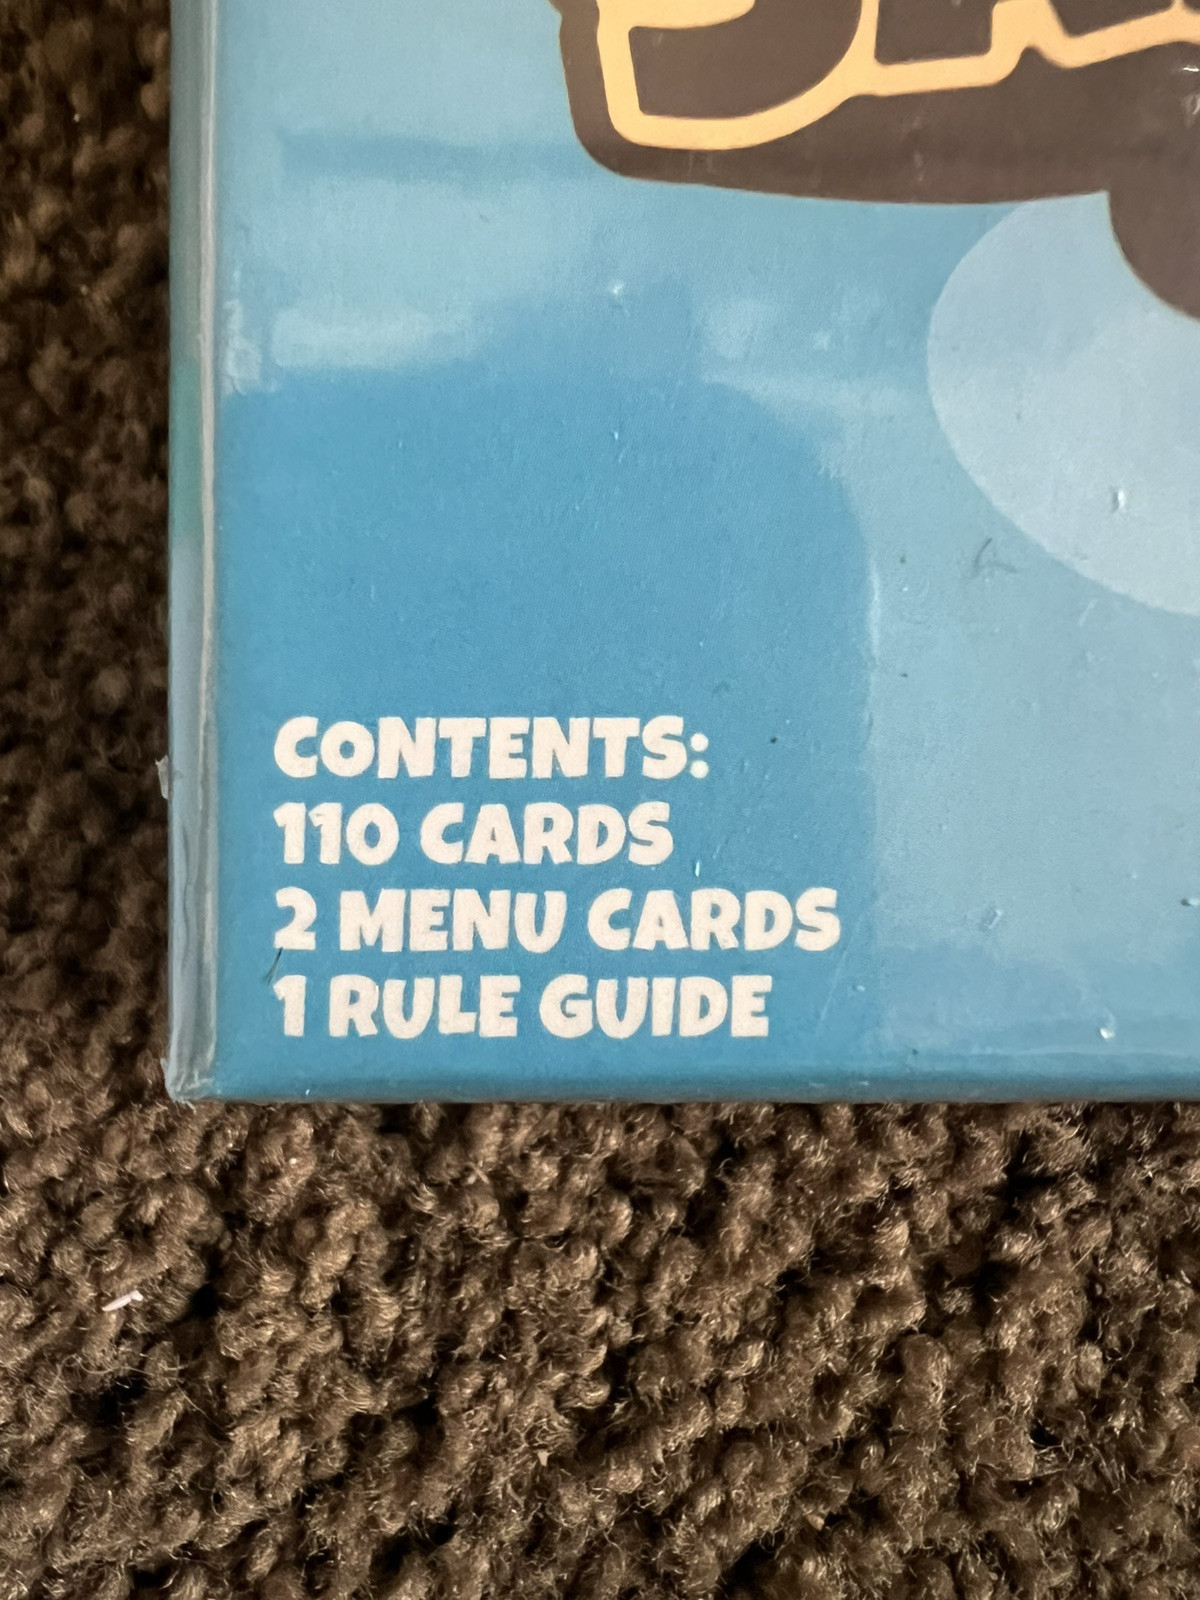 CONTENTS:
110 CARDS
2 MENU CARDS
1 RULE GUIDE